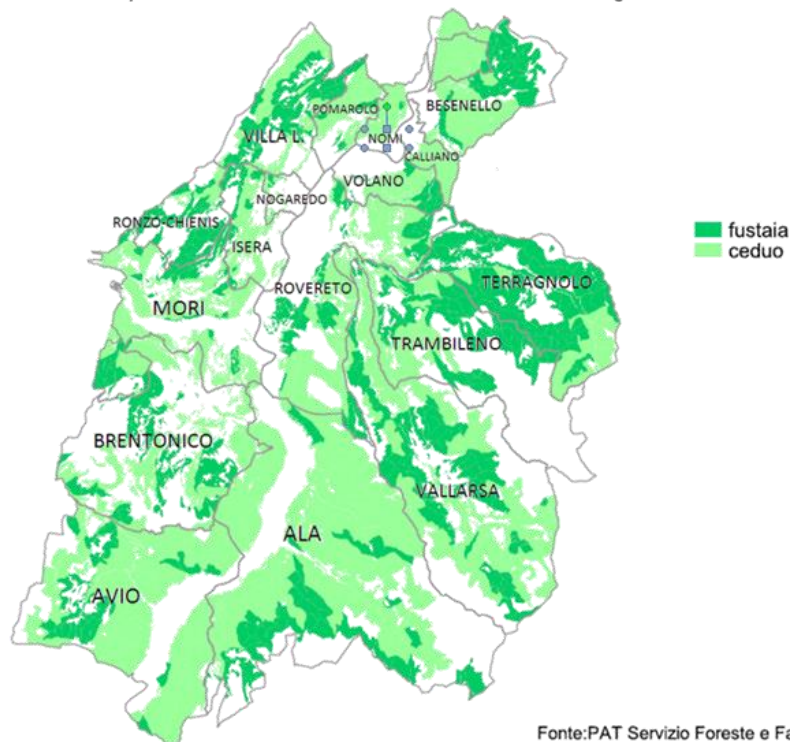 POMAROLO
BESENELLO
VILLA L.
NOMI
CALLIANO
VOLANO
NOGAREDO
RONZO-CHIENIS
ISERA
fustaia
ceduo
ROVERETO
TERRAGNOLO
MORI
TRAMBILENO
BRENTONICO
VALLARSA
ALA
AVIO
Fonte:PAT Servizio Foreste e Fa